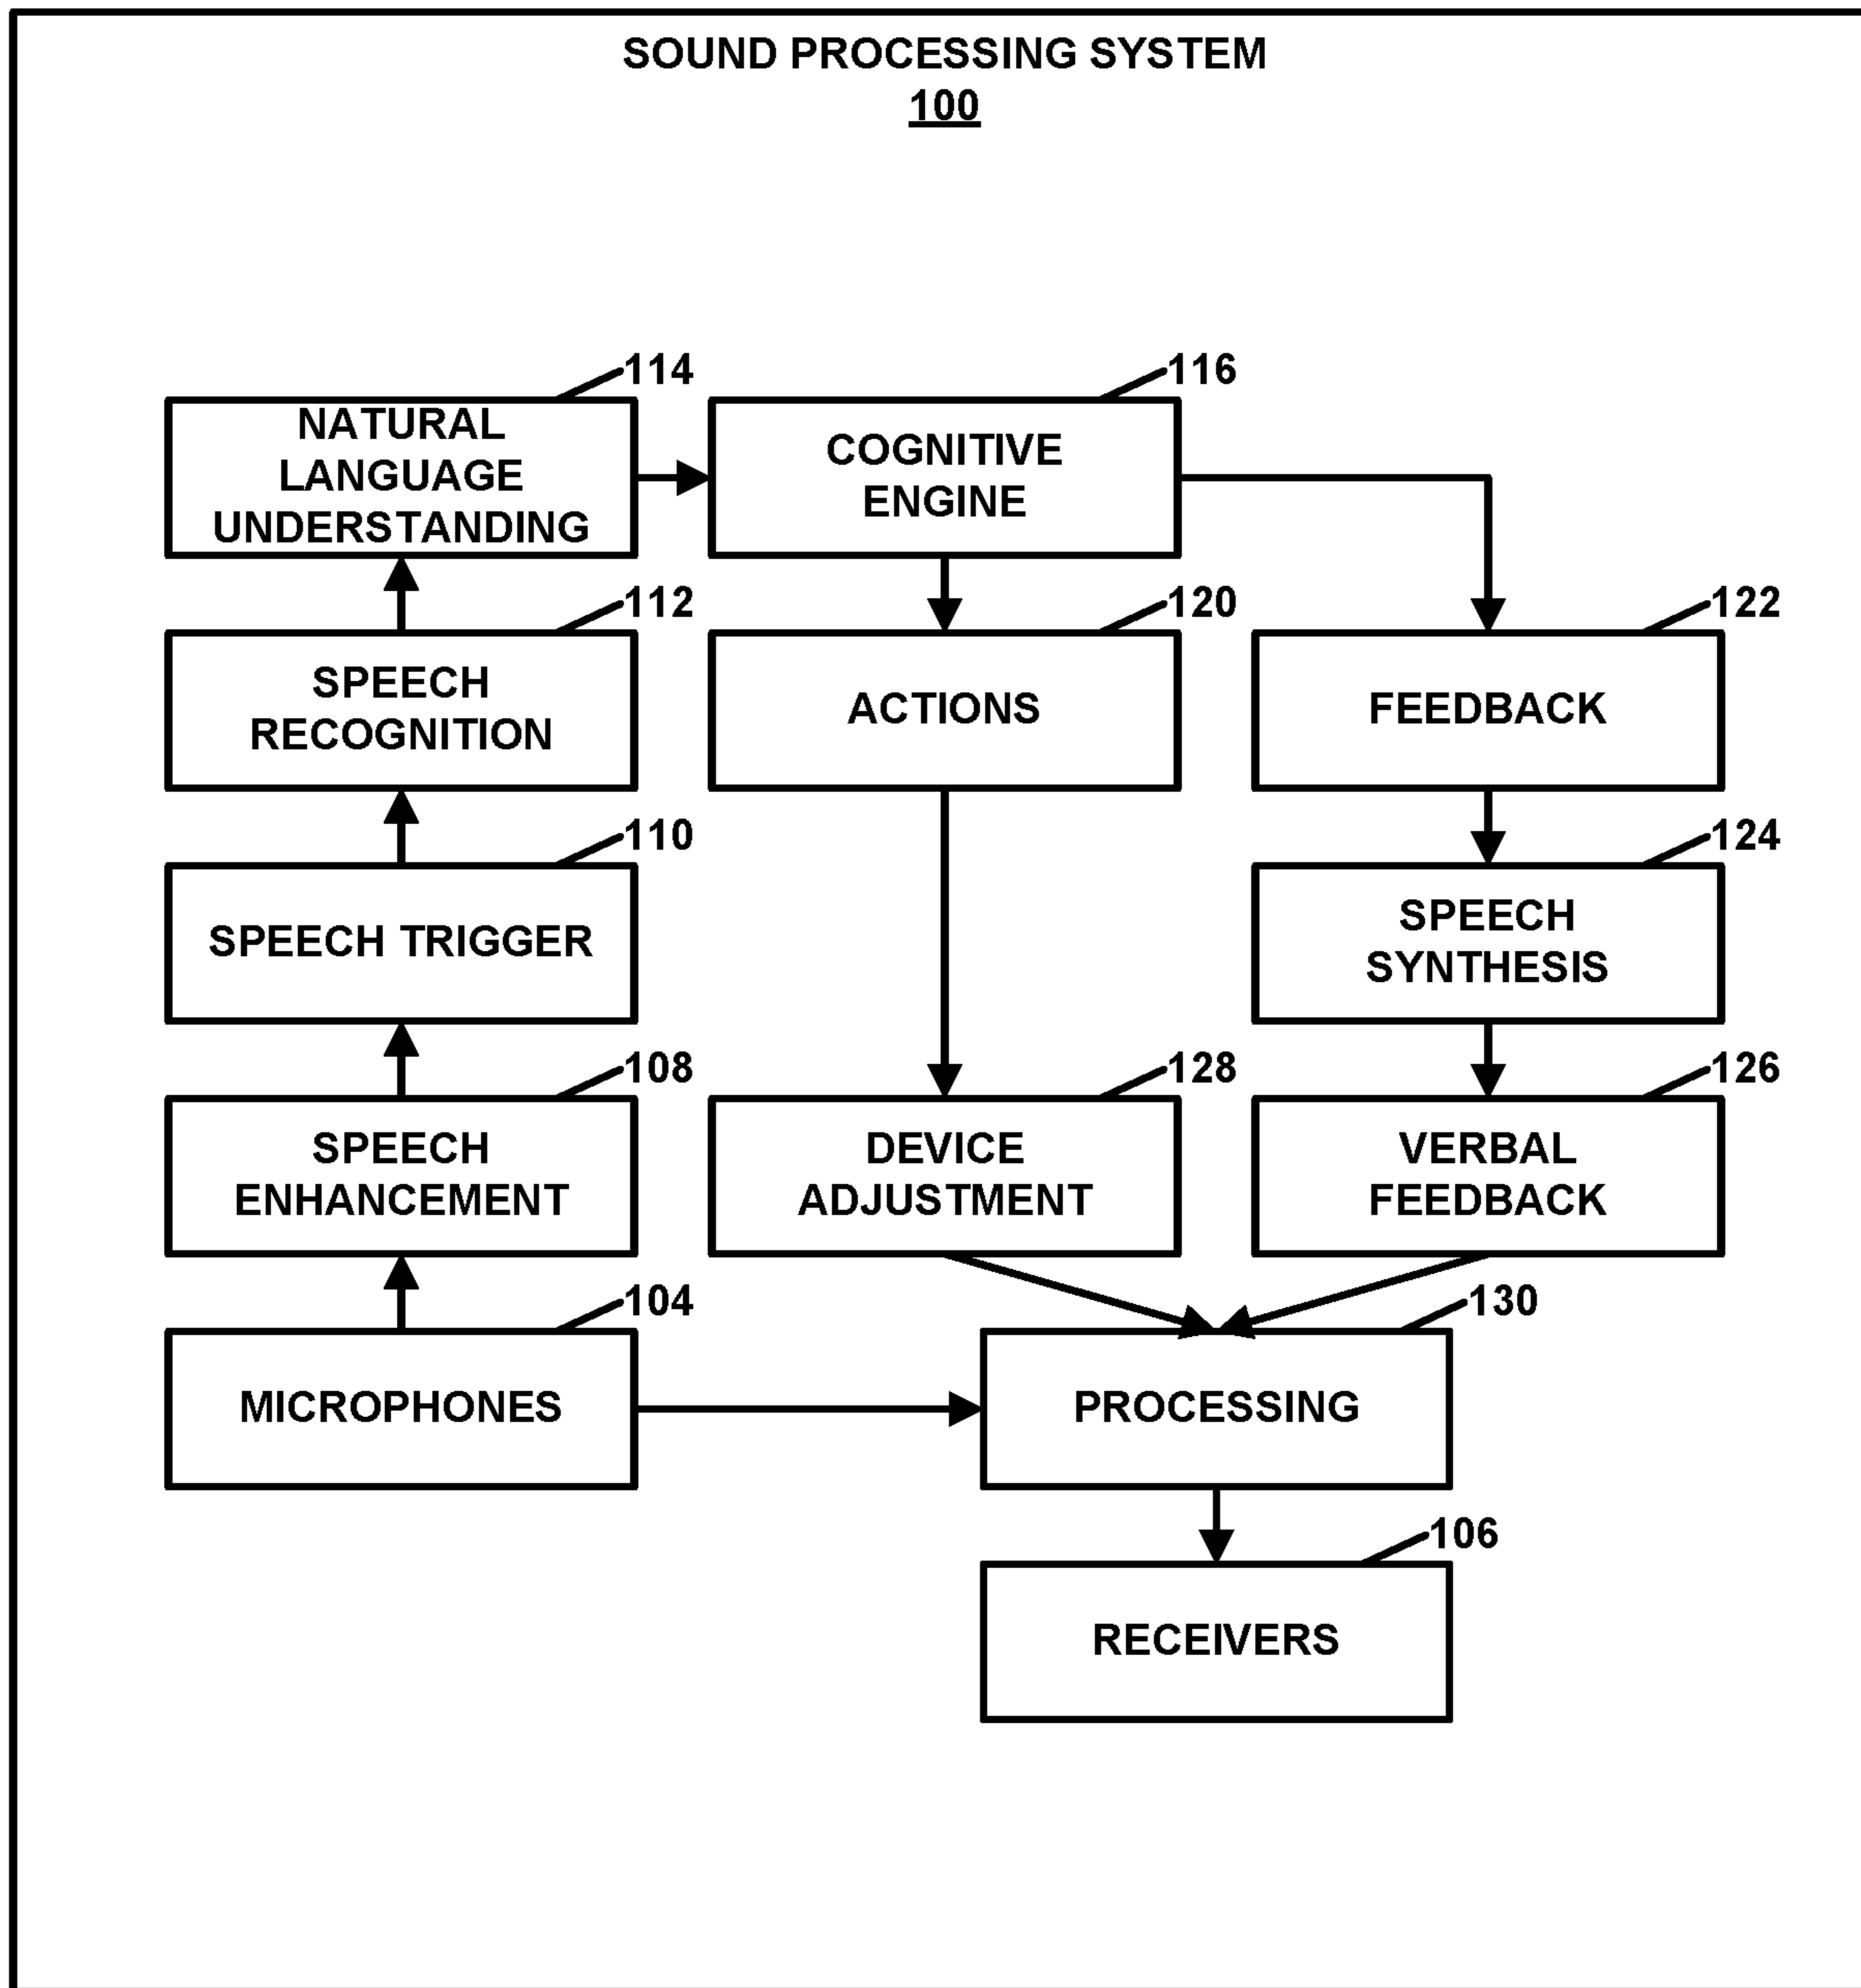 SOUND PROCESSING SYSTEM
100
114
NATURAL
LANGUAGE
UNDERSTANDING
116
COGNITIVE
ENGINE
112
SPEECH
RECOGNITION
120
ACTIONS
122
FEEDBACK
110
SPEECH TRIGGER
124
SPEECH
SYNTHESIS
108
SPEECH
ENHANCEMENT
128
DEVICE
ADJUSTMENT
126
VERBAL
FEEDBACK
104
MICROPHONES
130
PROCESSING
106
RECEIVERS